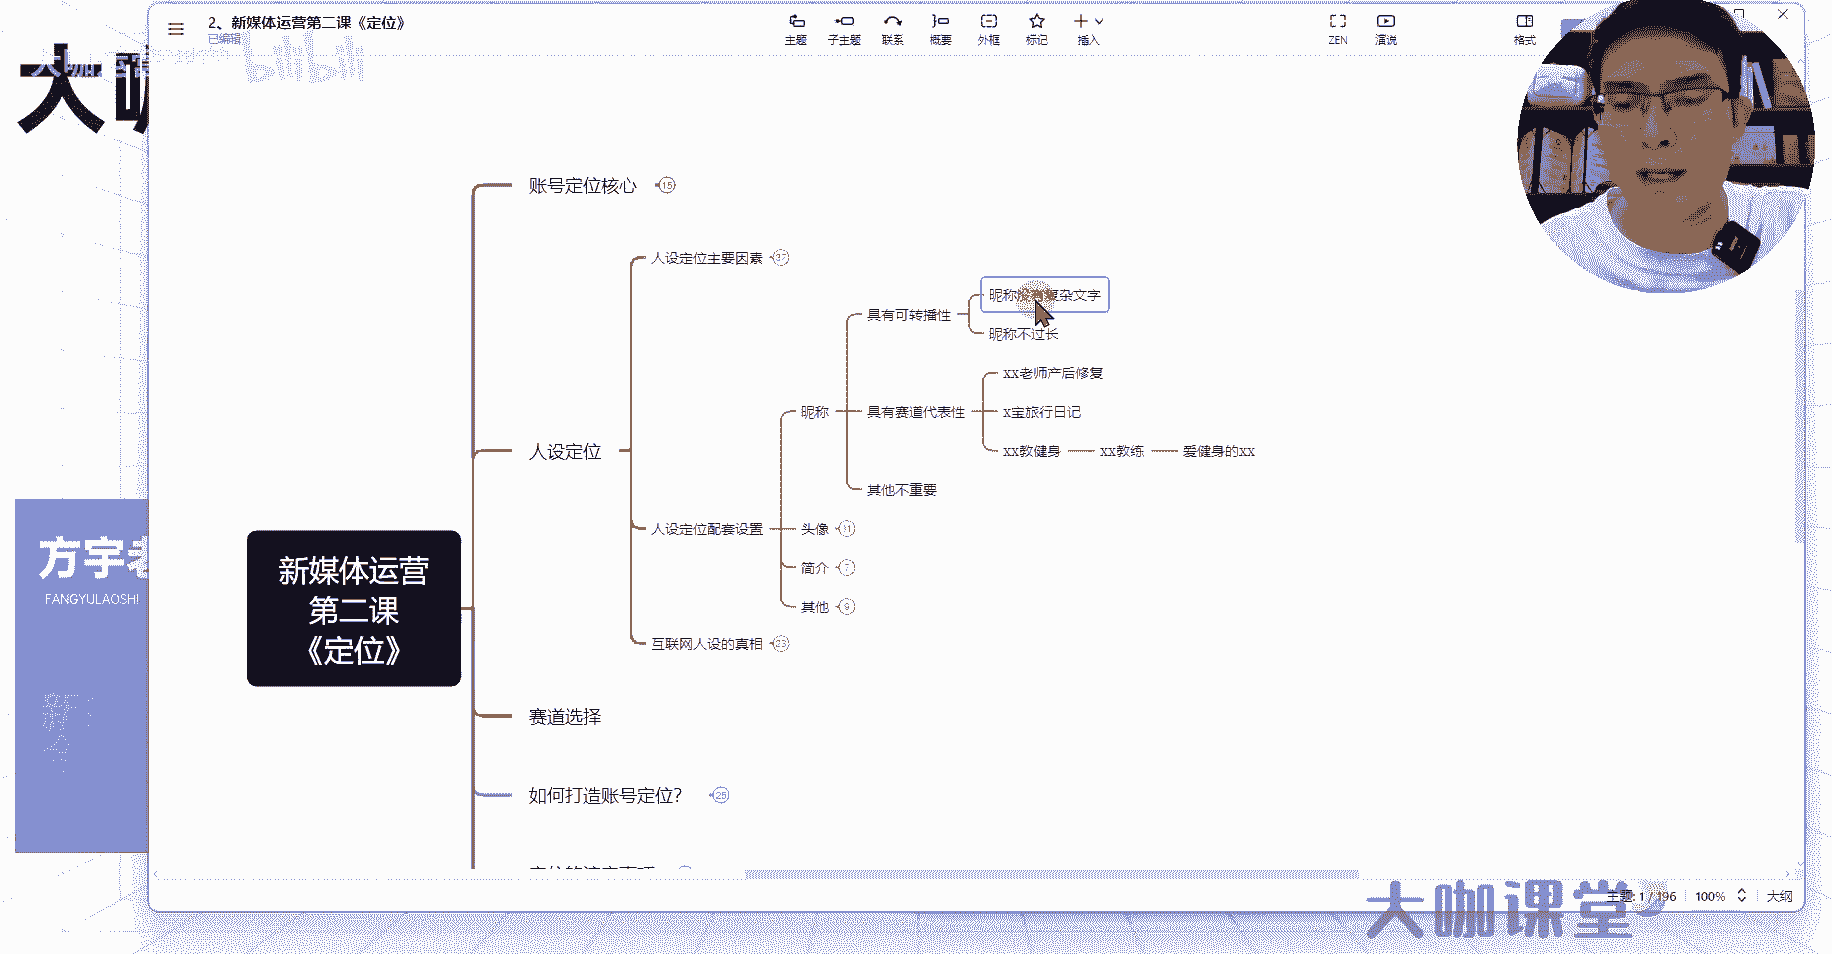 2、新媒体运营第二课《定位》
已编辑
主题
子主题
联系
概要
外框
标记
插入
ZEN
演说
格式
大咖
bilibili
账号定位核心
15
人设定位主要因素
37
昵称没有复杂文字
具有可转播性
昵称不过长
xx老师产后修复
昵称
具有赛道代表性
x宝旅行日记
人设定位
xx教健身
xx教练
爱健身的xx
其他不重要
人设定位配套设置
头像
简介
7
其他
9
互联网人设的真相
23
新媒体运营
第二课
《定位》
方宇老
FANGYULAOSHI
赛道选择
如何打造账号定位?
25
大咖课堂
主题: 1 / 196
100%
大纲